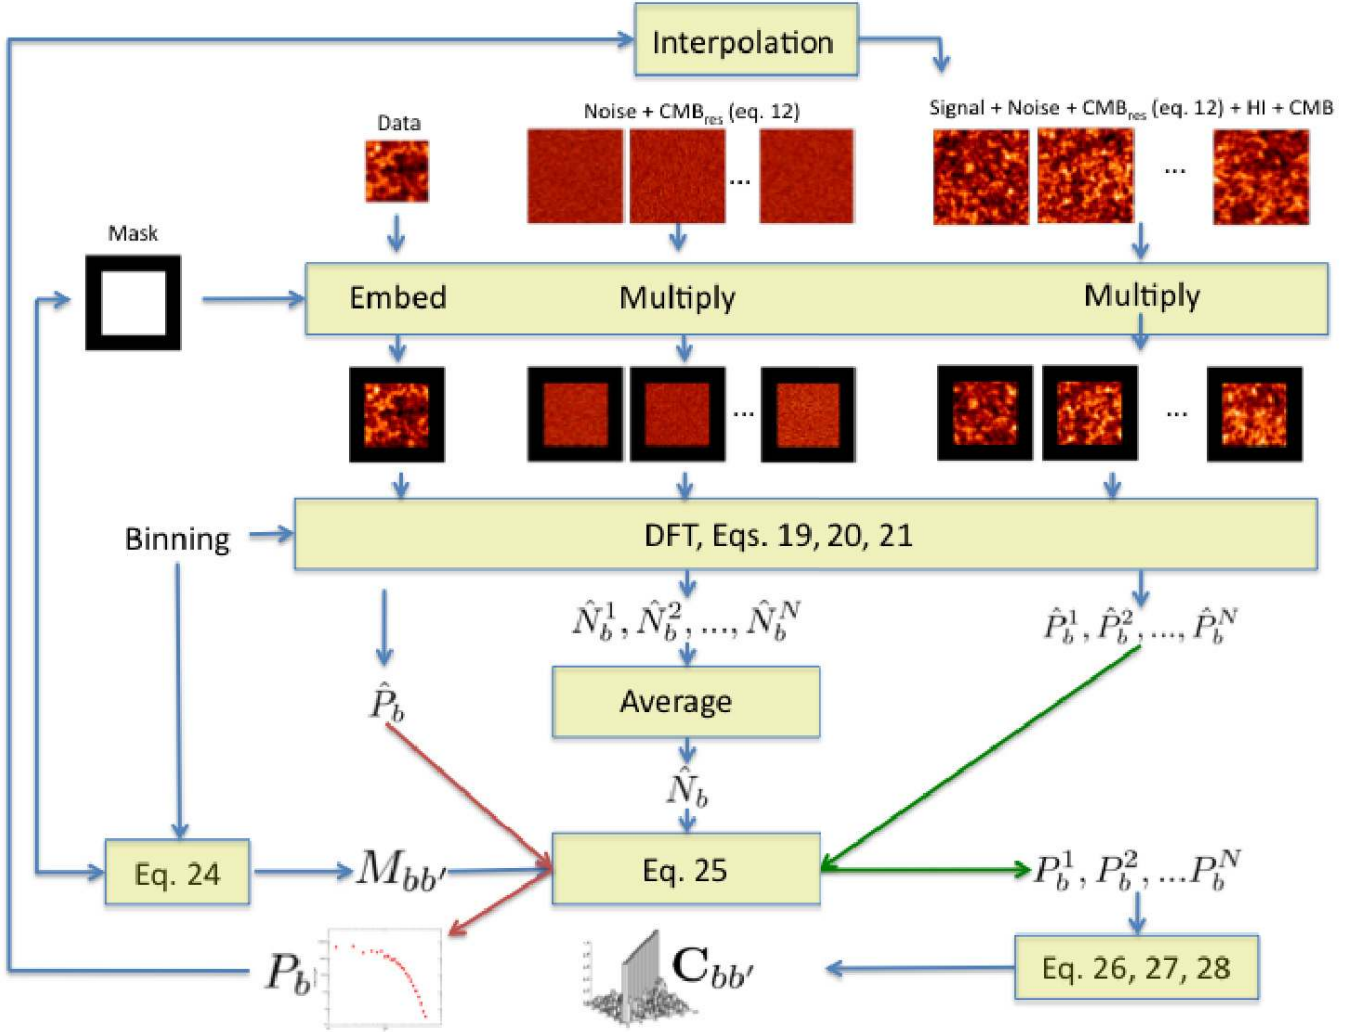 Interpolation
Data
Noise + CMB_res (eq. 12)
Signal + Noise + CMB_res (eq. 12) + HI + CMB
...
...
Mask
Embed
Multiply
Multiply
...
...
Binning
DFT, Eqs. 19, 20, 21
N̂_b^1, N̂_b^2, ..., N̂_b^N
P̂_b^1, P̂_b^2, ..., P̂_b^N
P̂_b
Average
N̂_b
Eq. 24
M_bb′
Eq. 25
P_b^1, P_b^2, ...P_b^N
P_b
C_bb′
Eq. 26, 27, 28